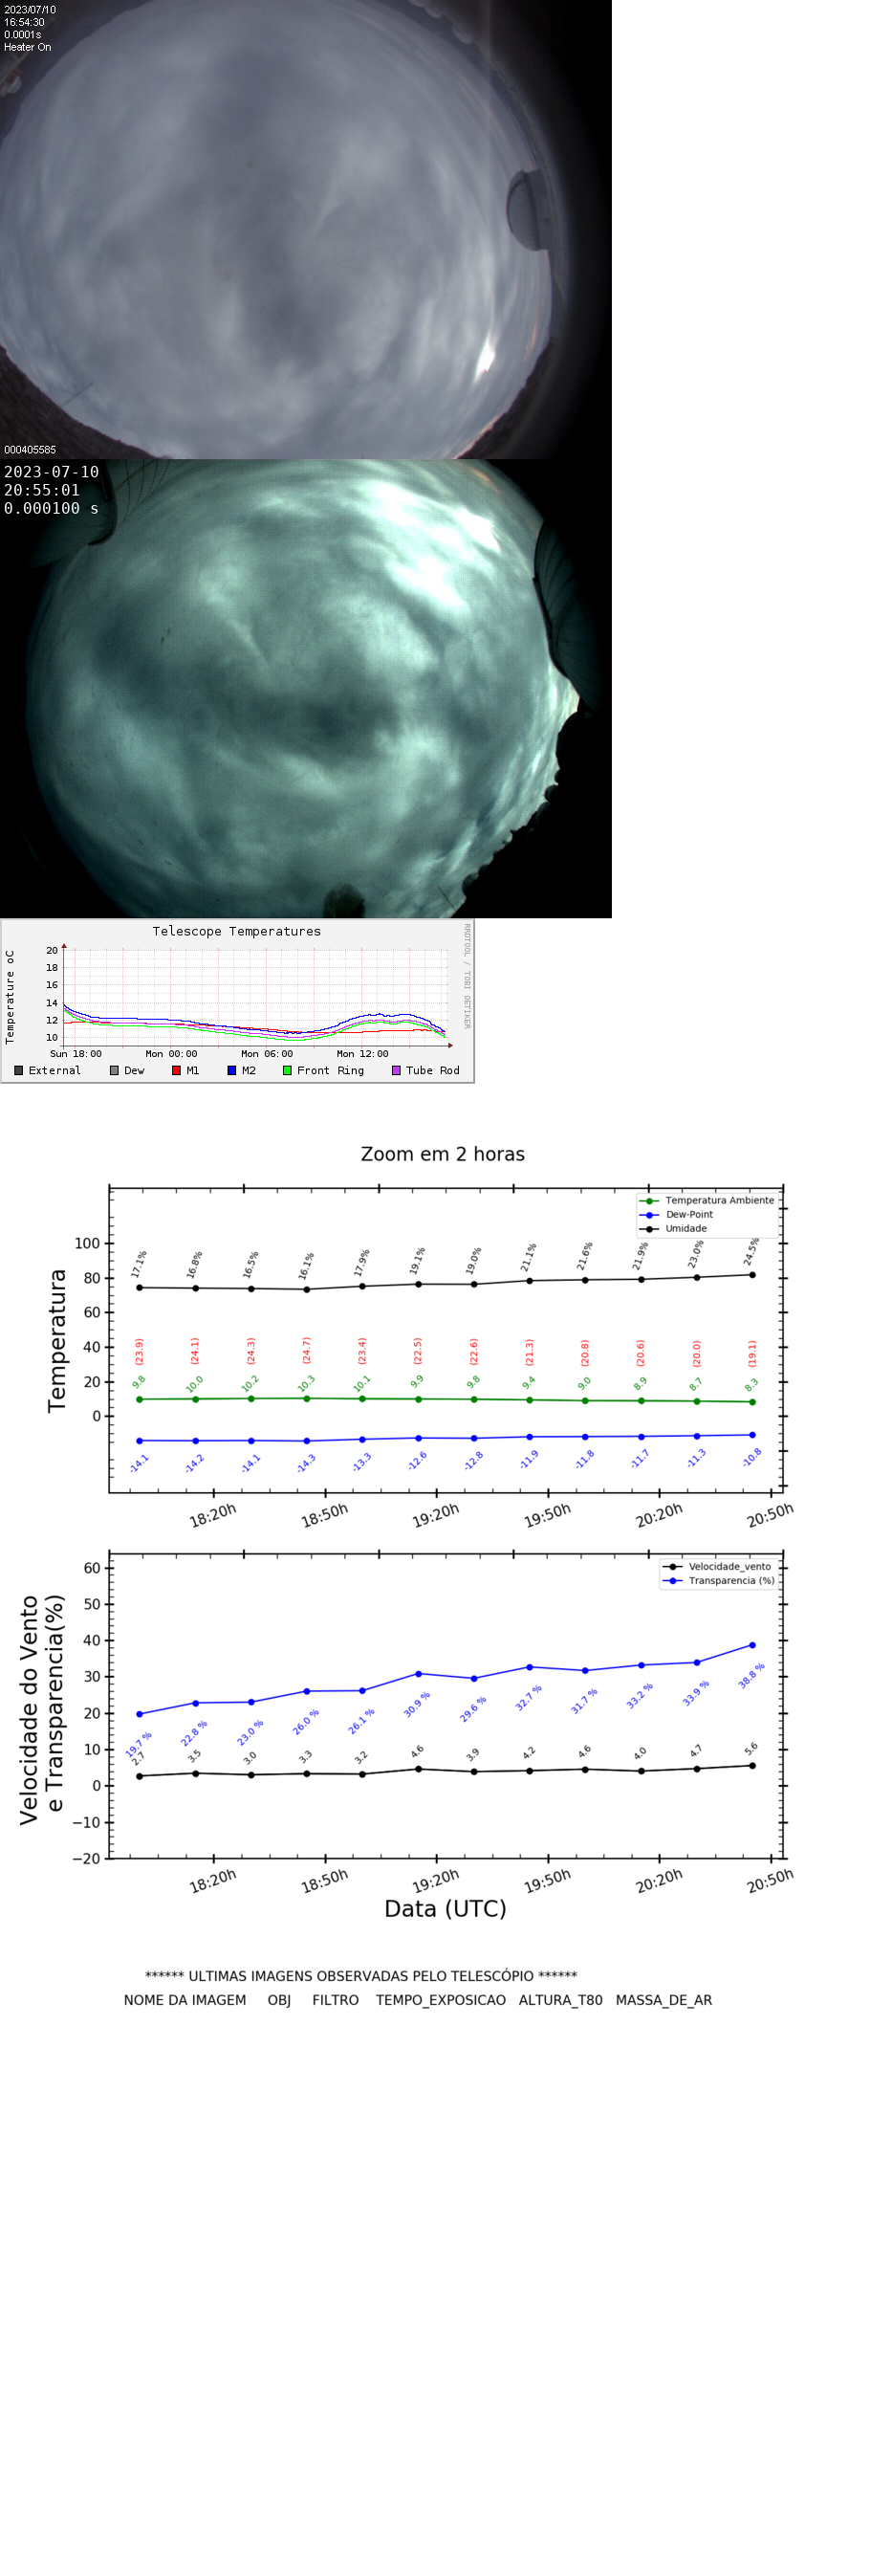 2023/07/10
16:54:30
0.0001s
Heater On
000405585
2023-07-10
20:55:01
0.000100 s
Telescope Temperatures
RRDTOOL / TOBI OETIKER
Temperature oC
20
18
16
14
12
10
Sun 18:00 Mon 00:00 Mon 06:00 Mon 12:00
External Dew M1 M2 Front Ring Tube Rod
Zoom em 2 horas
Temperatura Ambiente
Dew-Point
Umidade
Temperatura
100
80
60
40
20
0
17.1% 16.8% 16.5% 16.1% 17.9% 19.1% 19.0% 21.1% 21.6% 21.9% 23.0% 24.5%
(23.9) (24.1) (24.3) (24.7) (23.4) (22.5) (22.6) (21.3) (20.8) (20.6) (20.0) (19.1)
9.8 10.0 10.2 10.3 10.1 9.9 9.8 9.4 9.0 8.9 8.7 8.3
-14.1 -14.2 -14.1 -14.3 -13.3 -12.6 -12.8 -11.9 -11.8 -11.7 -11.3 -10.8
18:20h 18:50h 19:20h 19:50h 20:20h 20:50h
Velocidade_vento
Transparencia (%)
Velocidade do Vento
e Transparencia(%)
60
50
40
30
20
10
0
−10
−20
19.7 % 22.8 % 23.0 % 26.0 % 26.1 % 30.9 % 29.6 % 32.7 % 31.7 % 33.2 % 33.9 % 38.8 %
2.7 3.5 3.0 3.3 3.2 4.6 3.9 4.2 4.6 4.0 4.7 5.6
18:20h 18:50h 19:20h 19:50h 20:20h 20:50h
Data (UTC)
****** ULTIMAS IMAGENS OBSERVADAS PELO TELESCÓPIO ******
NOME DA IMAGEM OBJ FILTRO TEMPO_EXPOSICAO ALTURA_T80 MASSA_DE_AR